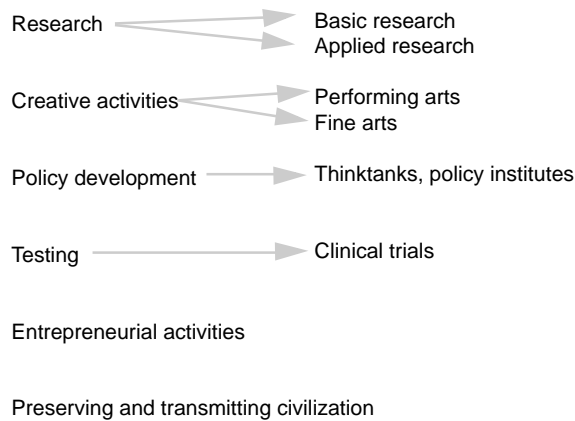 Research
Basic research
Applied research
Creative activities
Performing arts
Fine arts
Policy development
Thinktanks, policy institutes
Testing
Clinical trials
Entrepreneurial activities
Preserving and transmitting civilization